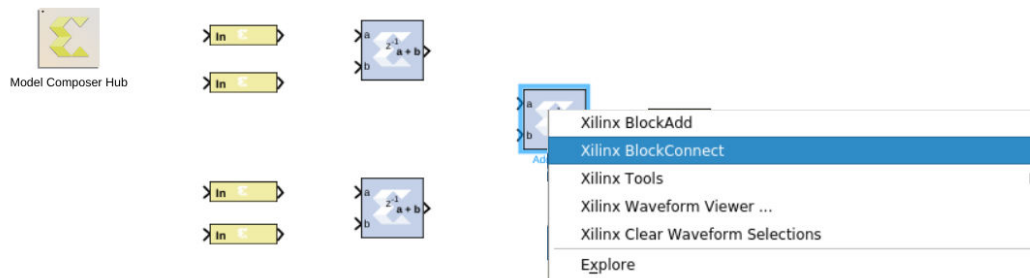 In
a
z-1
a + b
b
In
Model Composer Hub
a
b
Ad
Xilinx BlockAdd
Xilinx BlockConnect
Xilinx Tools
Xilinx Waveform Viewer ...
Xilinx Clear Waveform Selections
Explore
In
a
z-1
a + b
b
In